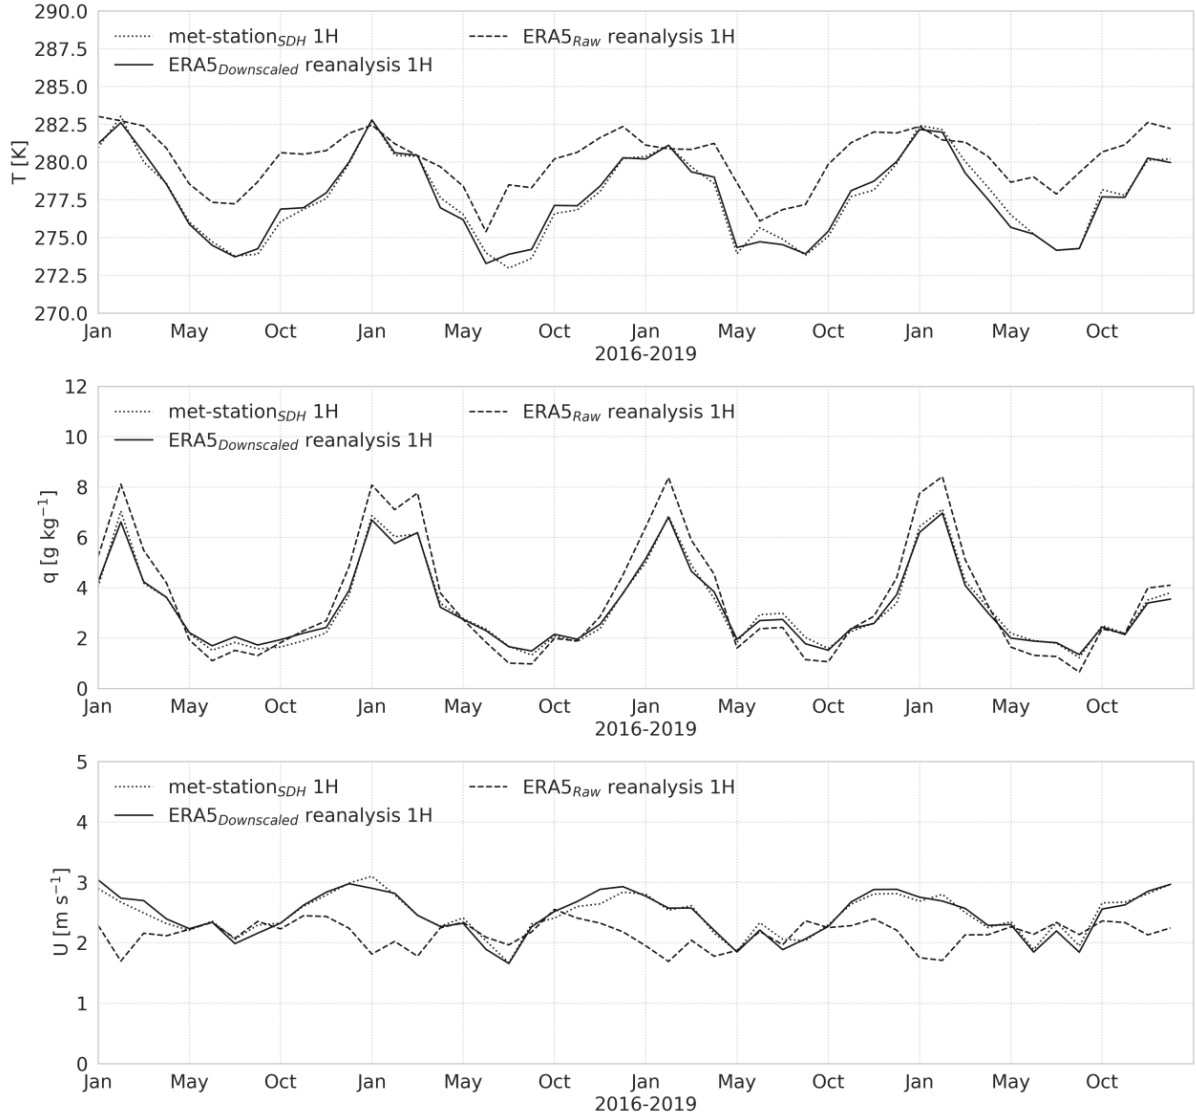 290.0
287.5
285.0
282.5
280.0
277.5
275.0
272.5
270.0
T [K]
met-station_SDH 1H
ERA5_Downscaled reanalysis 1H
ERA5_Raw reanalysis 1H
Jan May Oct Jan May Oct Jan May Oct Jan May Oct
2016-2019
12
10
8
6
4
2
0
q [g kg⁻¹]
met-station_SDH 1H
ERA5_Downscaled reanalysis 1H
ERA5_Raw reanalysis 1H
Jan May Oct Jan May Oct Jan May Oct Jan May Oct
2016-2019
5
4
3
2
1
0
U [m s⁻¹]
met-station_SDH 1H
ERA5_Downscaled reanalysis 1H
ERA5_Raw reanalysis 1H
Jan May Oct Jan May Oct Jan May Oct Jan May Oct
2016-2019